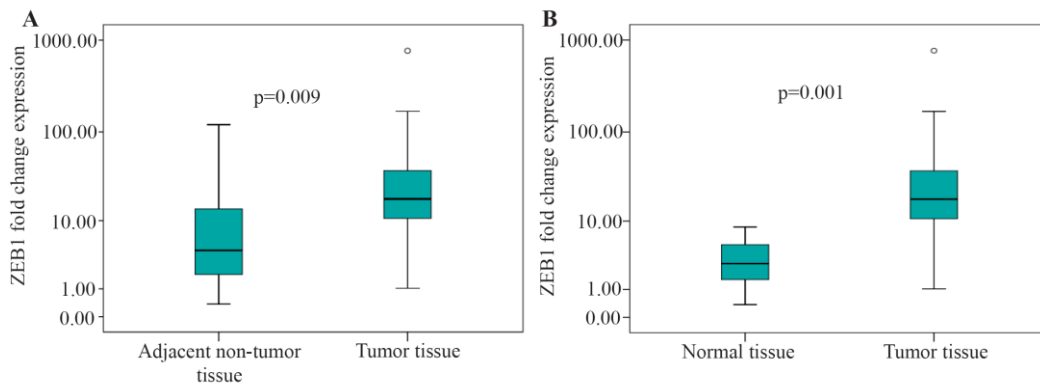 A
ZEB1 fold change expression
1000.00
100.00
10.00
1.00
0.00
p=0.009
Adjacent non-tumor
tissue
Tumor tissue
B
ZEB1 fold change expression
1000.00
100.00
10.00
1.00
0.00
p=0.001
Normal tissue
Tumor tissue